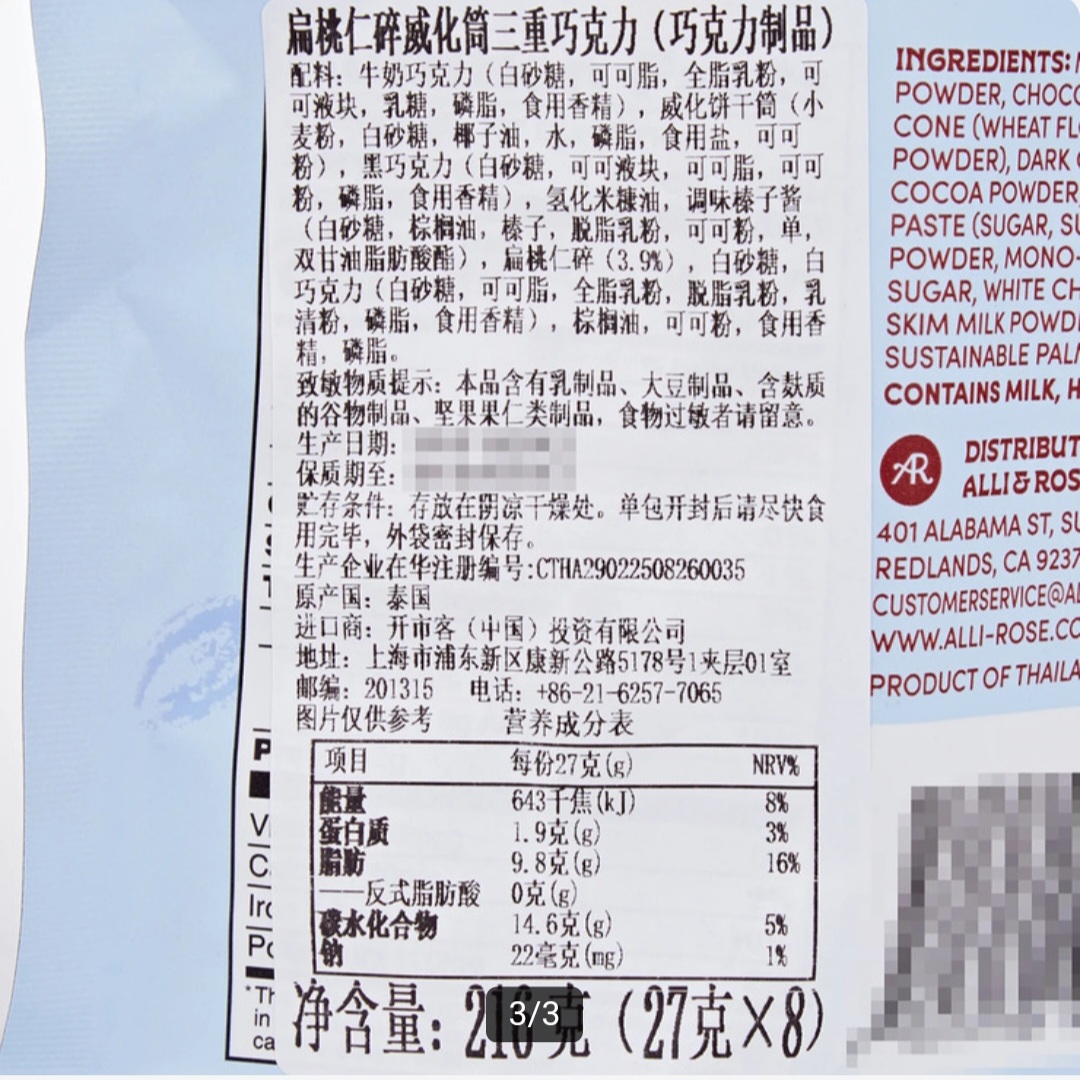 扁桃仁碎威化筒三重巧克力（巧克力制品）
配料：牛奶巧克力（白砂糖，可可脂，全脂乳粉，可
可液块，乳糖，磷脂，食用香精），威化饼干筒（小
麦粉，白砂糖，椰子油，水，磷脂，食用盐，可可
粉），黑巧克力（白砂糖，可可液块，可可脂，可可
粉，磷脂，食用香精），氢化米糠油，调味榛子酱
（白砂糖，棕榈油，榛子，脱脂乳粉，可可粉，单，
双甘油脂肪酸酯），扁桃仁碎（3.9%），白砂糖，白
巧克力（白砂糖，可可脂，全脂乳粉，脱脂乳粉，乳
清粉，磷脂，食用香精），棕榈油，可可粉，食用香
精，磷脂。
致敏物质提示：本品含有乳制品、大豆制品、含麸质
的谷物制品、坚果果仁类制品，食物过敏者请留意。
生产日期：
保质期至：
贮存条件：存放在阴凉干燥处。单包开封后请尽快食
用完毕，外袋密封保存。
生产企业在华注册编号：CTHA29022508260035
原产国：泰国
进口商：开市客（中国）投资有限公司
地址：上海市浦东新区康新公路5178号1夹层01室
邮编：201315 电话：+86-21-6257-7065
图片仅供参考 营养成分表
项目 每份27克(g) NRV%
能量 643千焦(kJ) 8%
蛋白质 1.9克(g) 3%
脂肪 9.8克(g) 16%
——反式脂肪酸 0克(g)
碳水化合物 14.6克(g) 5%
钠 22毫克(mg) 1%
净含量：216克（27克×8）
3/3
INGREDIENTS:
POWDER, CHOCO
CONE (WHEAT FL
POWDER), DARK
COCOA POWDER
PASTE (SUGAR, SU
POWDER, MONO-
SUGAR, WHITE CH
SKIM MILK POWD
SUSTAINABLE PAL
CONTAINS MILK, H
AR
DISTRIBUT
ALLI & ROS
401 ALABAMA ST, SU
REDLANDS, CA 9237
CUSTOMERSERVICE@AL
WWW.ALLI-ROSE.CO
PRODUCT OF THAILA